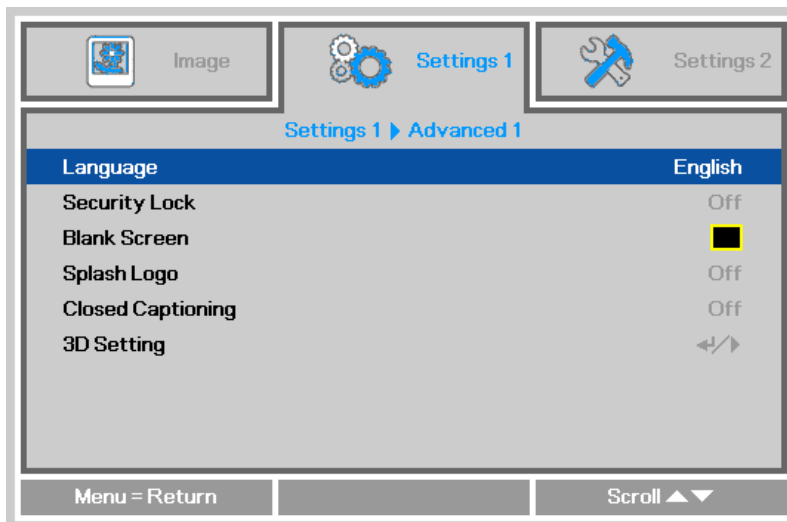 Image
Settings 1
Settings 2
Settings 1 ▶ Advanced 1
Language English
Security Lock Off
Blank Screen
Splash Logo Off
Closed Captioning Off
3D Setting ↵/▶
Menu = Return Scroll ▲▼